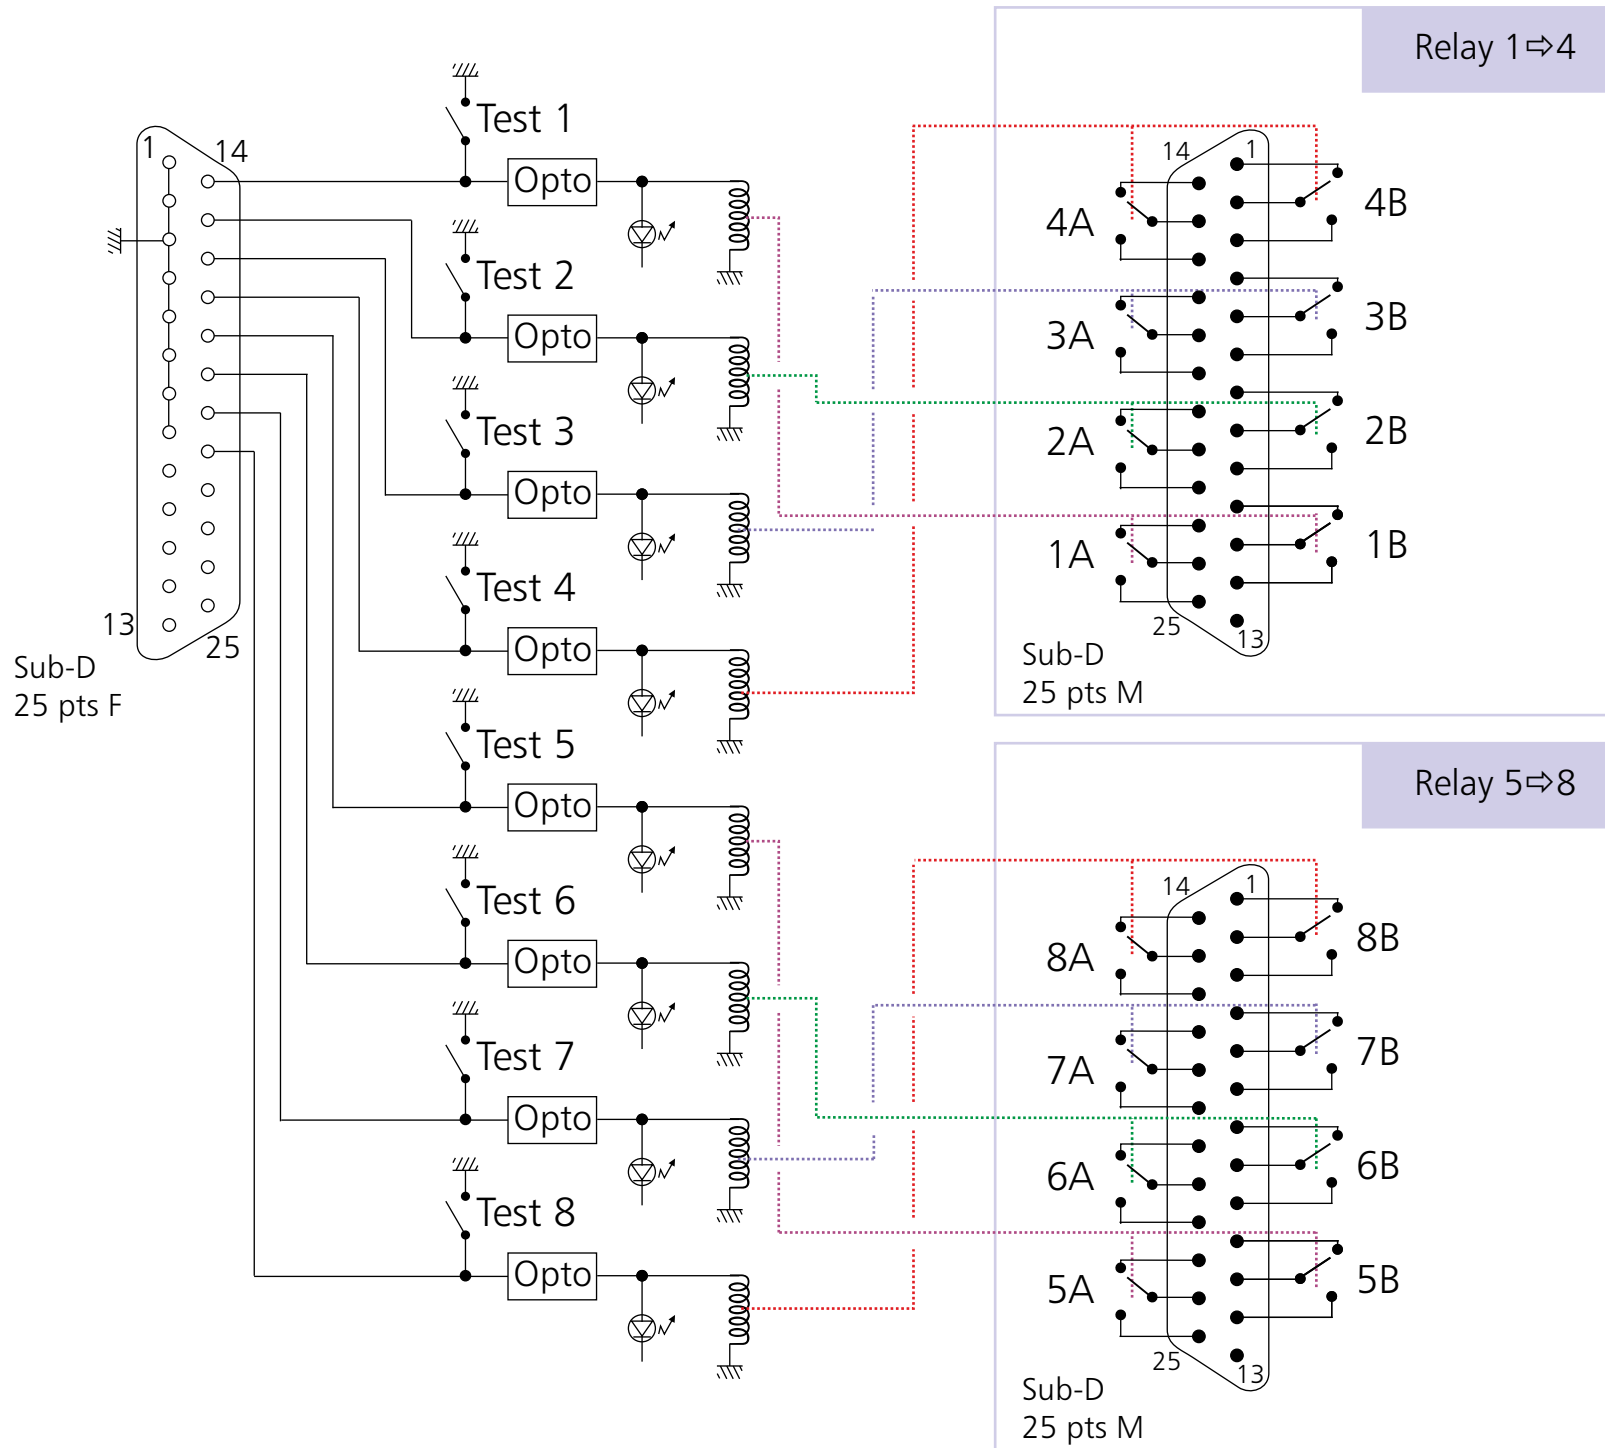 Relay 1⇨4
Test 1
1
14
Opto
14
1
4A
4B
Test 2
Opto
3A
3B
Test 3
Opto
2A
2B
Test 4
1A
1B
13
25
Opto
25
13
Sub-D
25 pts F
Sub-D
25 pts M
Test 5
Relay 5⇨8
Opto
Test 6
14
1
8A
8B
Opto
Test 7
7A
7B
Opto
6A
6B
Test 8
Opto
5A
5B
25
13
Sub-D
25 pts M